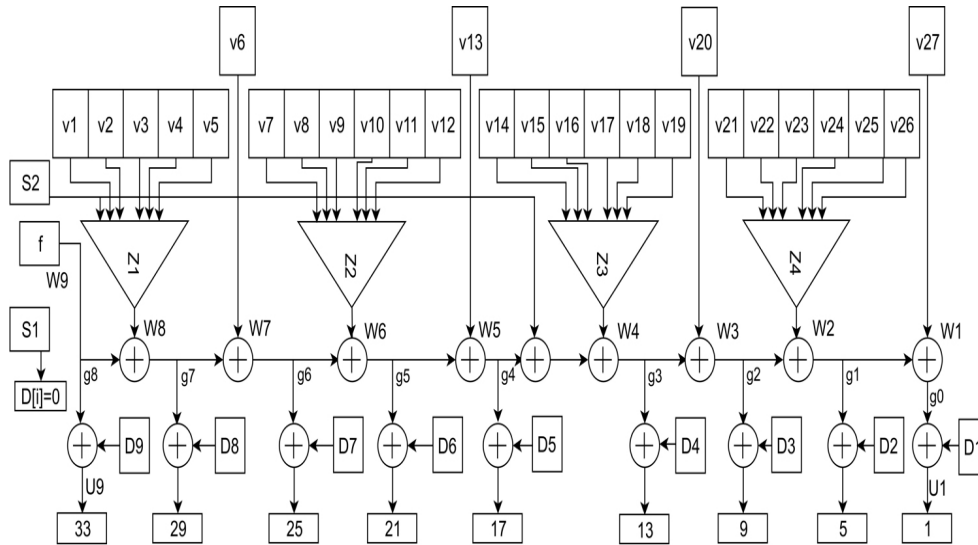 v6 v13 v20 v27
v1 v2 v3 v4 v5 v7 v8 v9 v10 v11 v12 v14 v15 v16 v17 v18 v19 v21 v22 v23 v24 v25 v26
S2
f
Z1 Z2 Z3 Z4
W9
S1
W8 W7 W6 W5 W4 W3 W2 W1
g8 g7 g6 g5 g4 g3 g2 g1 g0
D[i]=0
D9 D8 D7 D6 D5 D4 D3 D2 D1
U9 U1
33 29 25 21 17 13 9 5 1